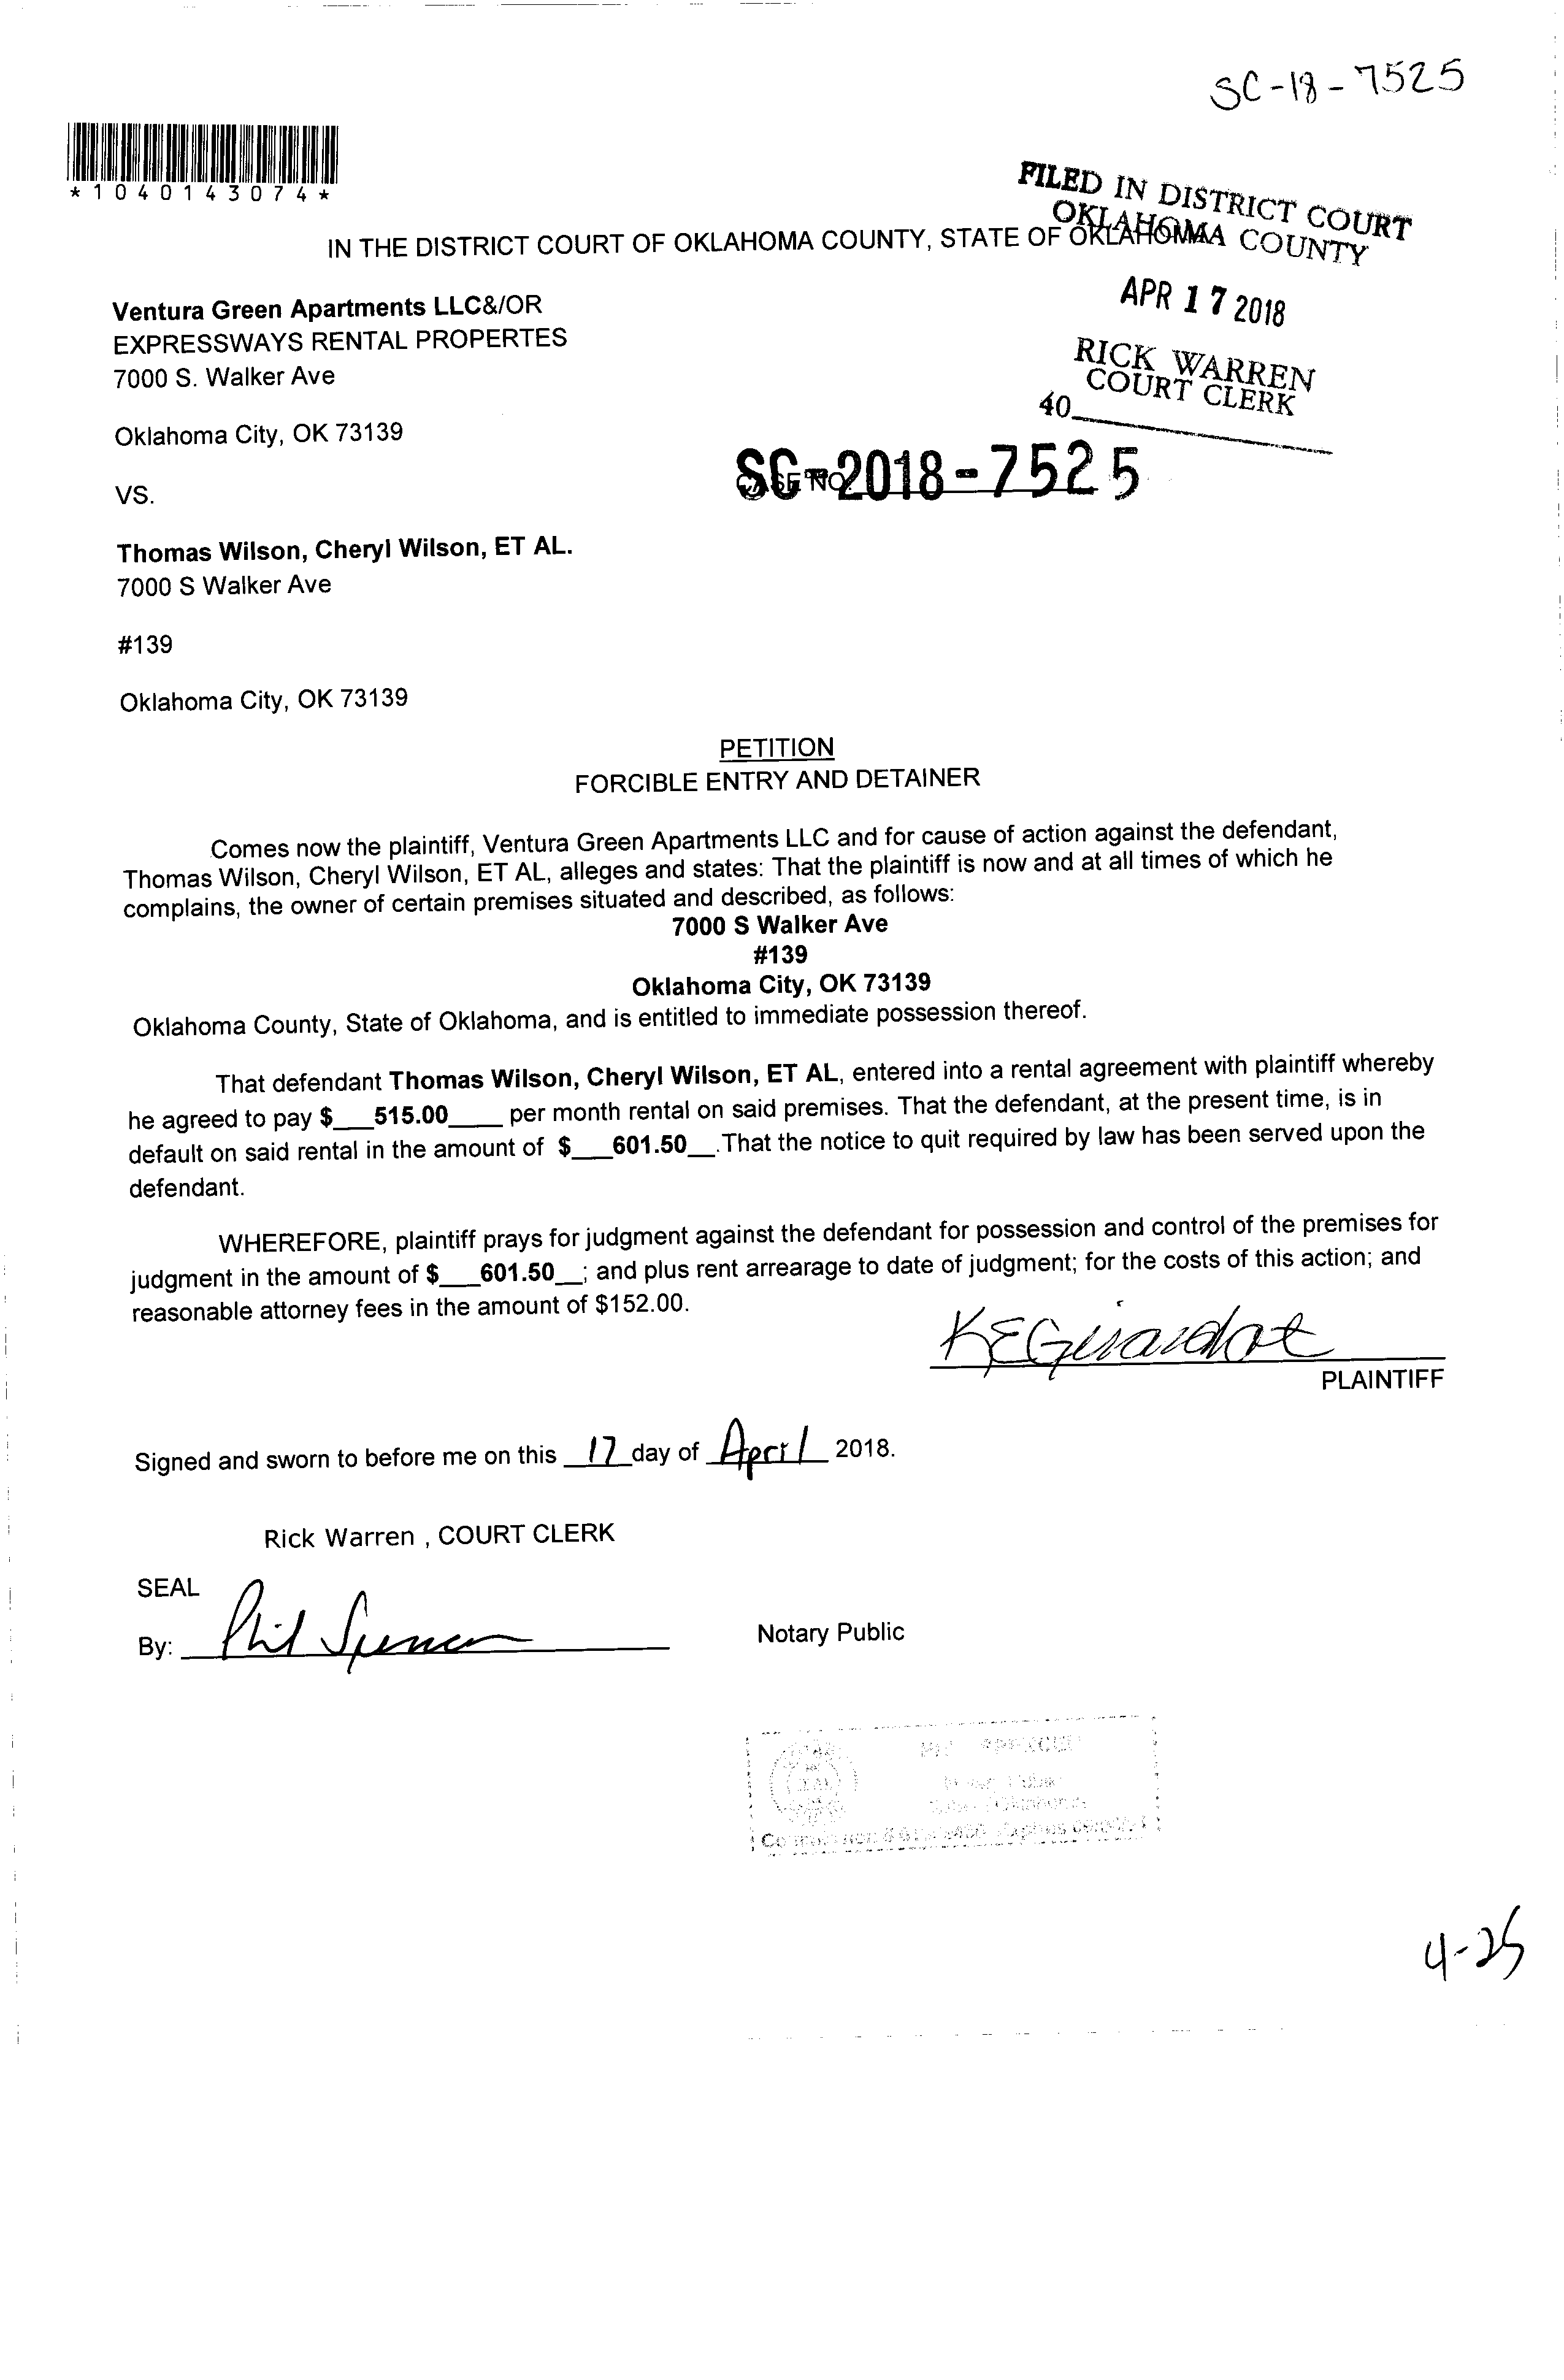 SC-18-7525
*1040143074*
FILED IN DISTRICT COURT
OKLAHOMA COUNTY
IN THE DISTRICT COURT OF OKLAHOMA COUNTY, STATE OF OKLAHOMA
APR 17 2018
Ventura Green Apartments LLC&/OR
EXPRESSWAYS RENTAL PROPERTES
7000 S. Walker Ave
RICK WARREN
COURT CLERK
40
Oklahoma City, OK 73139
SC-2018-7525
CASE NO.
VS.
Thomas Wilson, Cheryl Wilson, ET AL.
7000 S Walker Ave
#139
Oklahoma City, OK 73139
PETITION
FORCIBLE ENTRY AND DETAINER
Comes now the plaintiff, Ventura Green Apartments LLC and for cause of action against the defendant,
Thomas Wilson, Cheryl Wilson, ET AL, alleges and states: That the plaintiff is now and at all times of which he
complains, the owner of certain premises situated and described, as follows:
7000 S Walker Ave
#139
Oklahoma City, OK 73139
Oklahoma County, State of Oklahoma, and is entitled to immediate possession thereof.
That defendant Thomas Wilson, Cheryl Wilson, ET AL, entered into a rental agreement with plaintiff whereby
he agreed to pay $___515.00____ per month rental on said premises. That the defendant, at the present time, is in
default on said rental in the amount of $___601.50__.That the notice to quit required by law has been served upon the
defendant.
WHEREFORE, plaintiff prays for judgment against the defendant for possession and control of the premises for
judgment in the amount of $___601.50__; and plus rent arrearage to date of judgment; for the costs of this action; and
reasonable attorney fees in the amount of $152.00.
KEGirardot
PLAINTIFF
Signed and sworn to before me on this 17 day of April 2018.
Rick Warren , COURT CLERK
SEAL
By: Phil Spencer
Notary Public
4-25